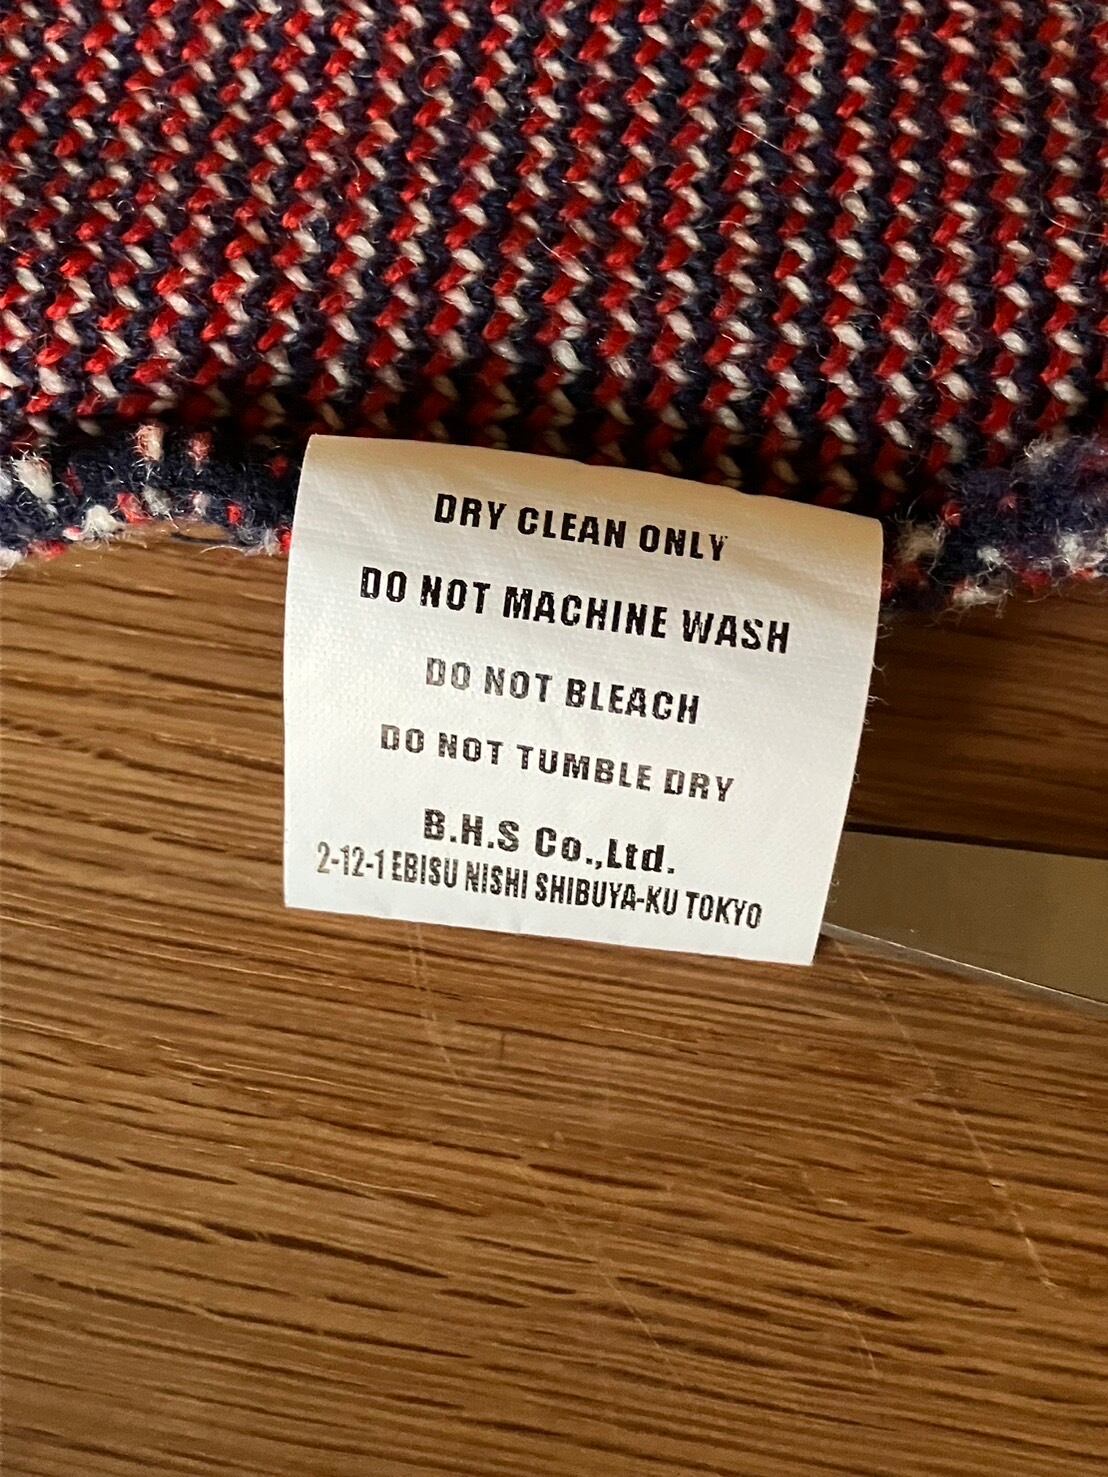 DRY CLEAN ONLY
DO NOT MACHINE WASH
DO NOT BLEACH
DO NOT TUMBLE DRY
B.H.S Co.,Ltd.
2-12-1 EBISU NISHI SHIBUYA-KU TOKYO